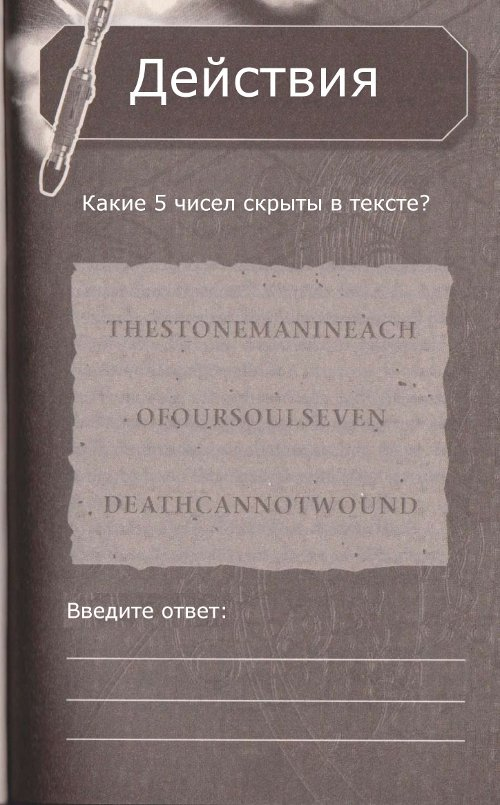 Действия
Какие 5 чисел скрыты в тексте?
THESTONEMANINEACH
OFOURSOULSEVEN
DEATHCANNOTWOUND
Введите ответ: